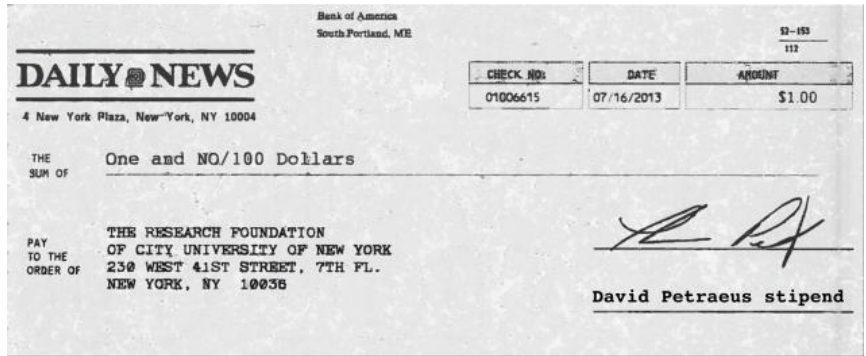 Bank of America
South Portland, ME
52-153
112
DAILY NEWS
4 New York Plaza, New York, NY 10004
CHECK NO: DATE AMOUNT
01006615 07/16/2013 $1.00
THE
SUM OF
One and NO/100 Dollars
PAY
TO THE
ORDER OF
THE RESEARCH FOUNDATION
OF CITY UNIVERSITY OF NEW YORK
230 WEST 41ST STREET, 7TH FL.
NEW YORK, NY 10036
David Petraeus stipend